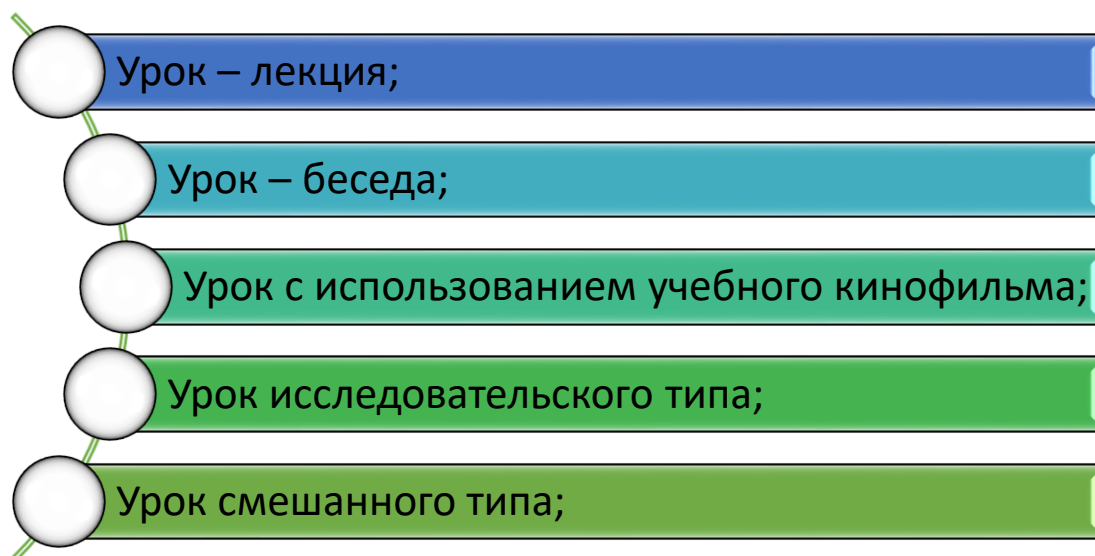 Урок – лекция;
Урок – беседа;
Урок с использованием учебного кинофильма;
Урок исследовательского типа;
Урок смешанного типа;